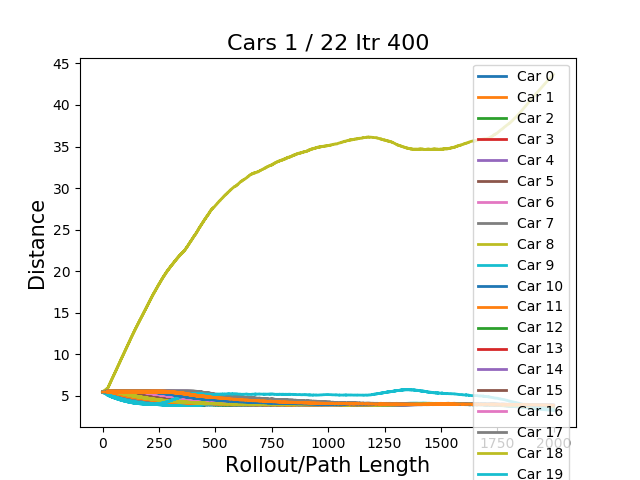 Cars 1 / 22 Itr 400
45
40
35
30
25
20
15
10
5
Distance
0
250
500
750
1000
1250
1500
1750
2000
Rollout/Path Length
Car 0
Car 1
Car 2
Car 3
Car 4
Car 5
Car 6
Car 7
Car 8
Car 9
Car 10
Car 11
Car 12
Car 13
Car 14
Car 15
Car 16
Car 17
Car 18
Car 19